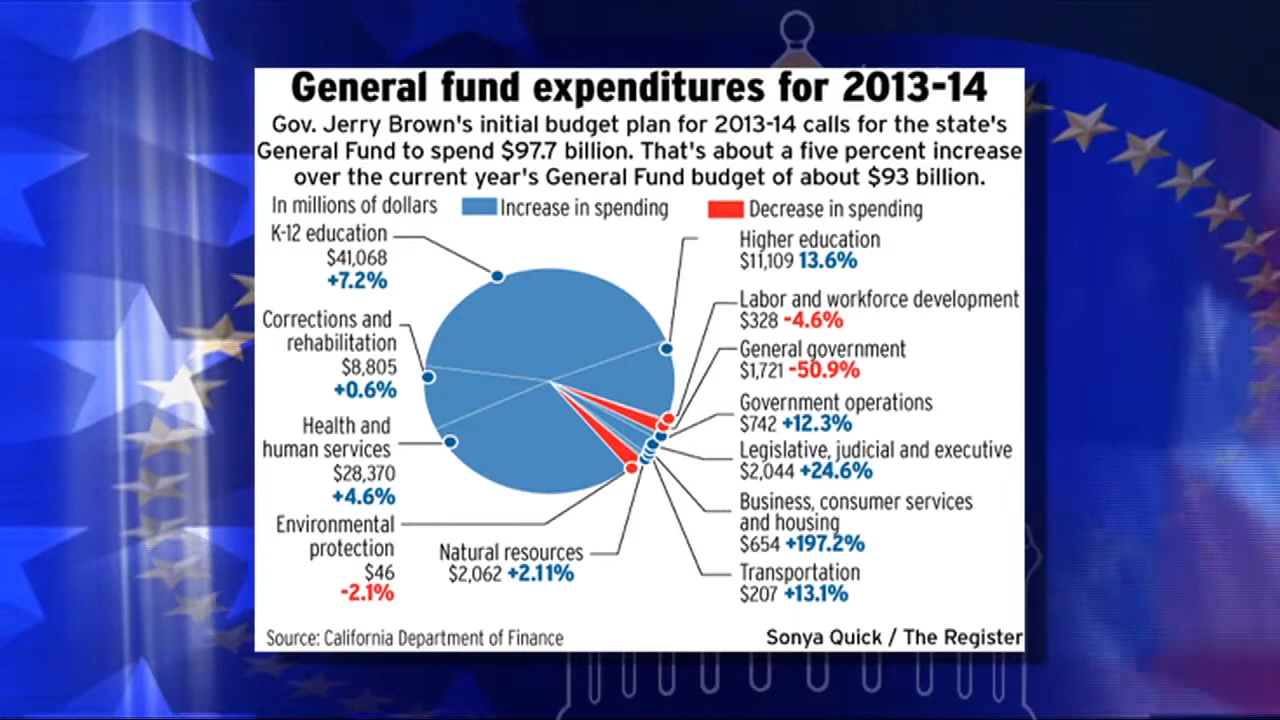 General fund expenditures for 2013-14
Gov. Jerry Brown's initial budget plan for 2013-14 calls for the state's
General Fund to spend $97.7 billion. That's about a five percent increase
over the current year's General Fund budget of about $93 billion.
In millions of dollars
Increase in spending
Decrease in spending
K-12 education
$41,068
+7.2%
Corrections and
rehabilitation
$8,805
+0.6%
Health and
human services
$28,370
+4.6%
Environmental
protection
$46
-2.1%
Natural resources
$2,062 +2.11%
Higher education
$11,109 13.6%
Labor and workforce development
$328 -4.6%
General government
$1,721 -50.9%
Government operations
$742 +12.3%
Legislative, judicial and executive
$2,044 +24.6%
Business, consumer services
and housing
$654 +197.2%
Transportation
$207 +13.1%
Source: California Department of Finance
Sonya Quick / The Register